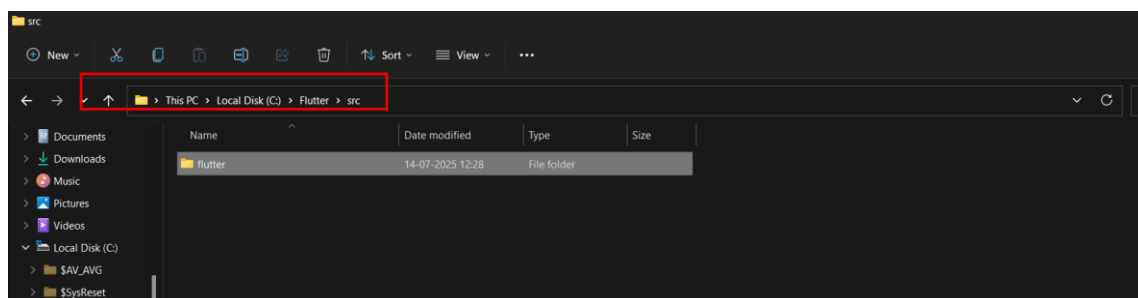 src
New Sort View ...
This PC > Local Disk (C:) > Flutter > src
Documents
Downloads
Music
Pictures
Videos
Local Disk (C:)
$AV_AVG
$SysReset
Name Date modified Type Size
flutter 14-07-2025 12:28 File folder